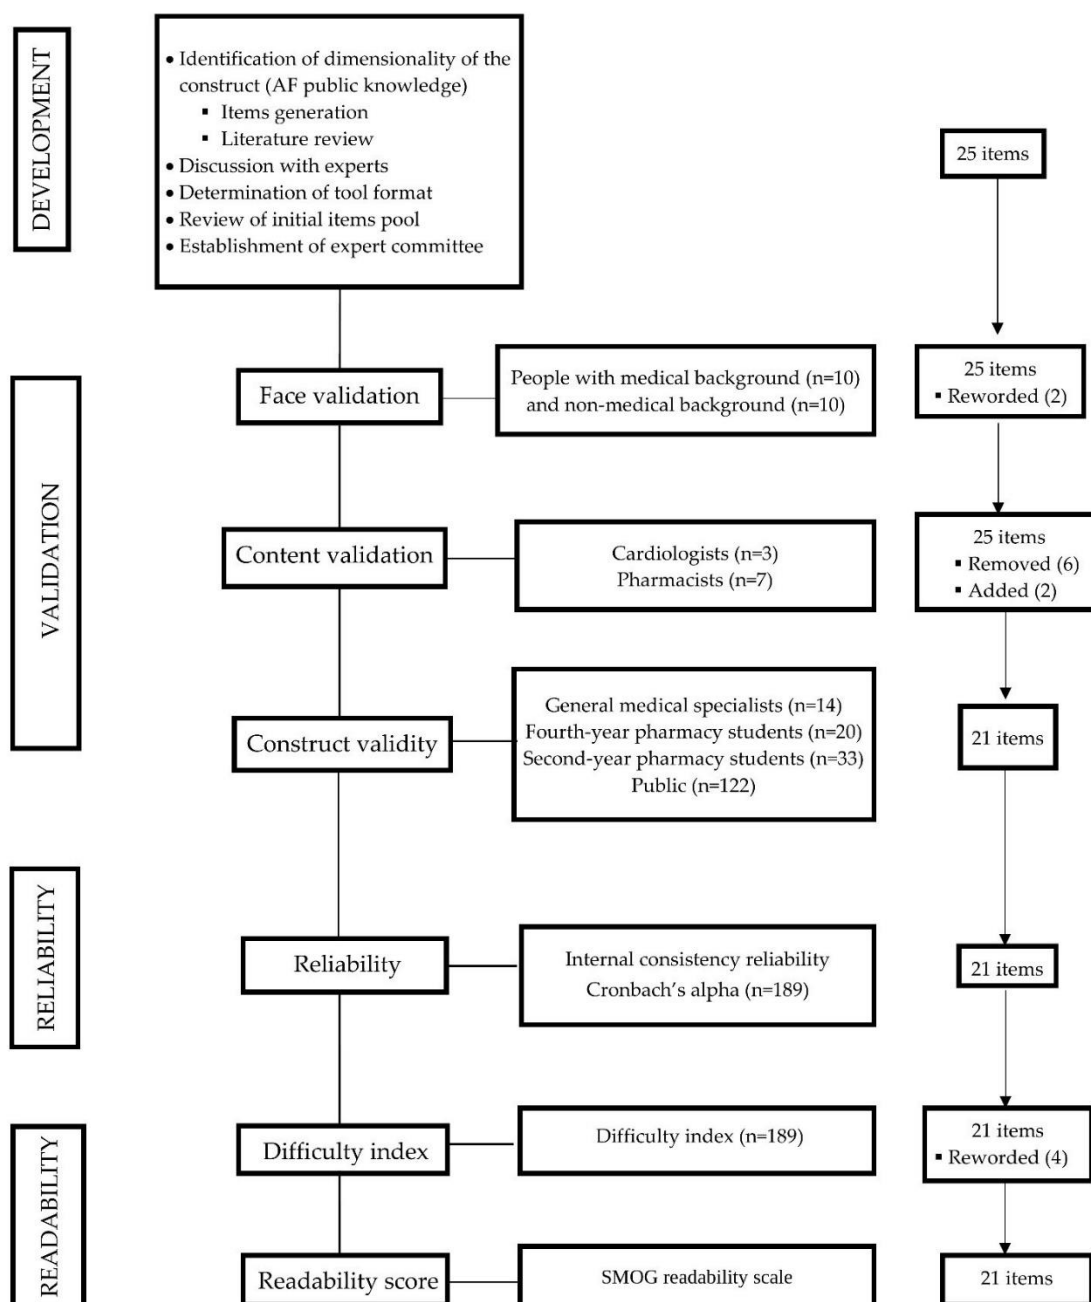 DEVELOPMENT
• Identification of dimensionality of the
construct (AF public knowledge)
▪ Items generation
▪ Literature review
• Discussion with experts
• Determination of tool format
• Review of initial items pool
• Establishment of expert committee
25 items
VALIDATION
Face validation
People with medical background (n=10)
and non-medical background (n=10)
25 items
▪ Reworded (2)
Content validation
Cardiologists (n=3)
Pharmacists (n=7)
25 items
▪ Removed (6)
▪ Added (2)
Construct validity
General medical specialists (n=14)
Fourth-year pharmacy students (n=20)
Second-year pharmacy students (n=33)
Public (n=122)
21 items
RELIABILITY
Reliability
Internal consistency reliability
Cronbach’s alpha (n=189)
21 items
READABILITY
Difficulty index
Difficulty index (n=189)
21 items
▪ Reworded (4)
Readability score
SMOG readability scale
21 items